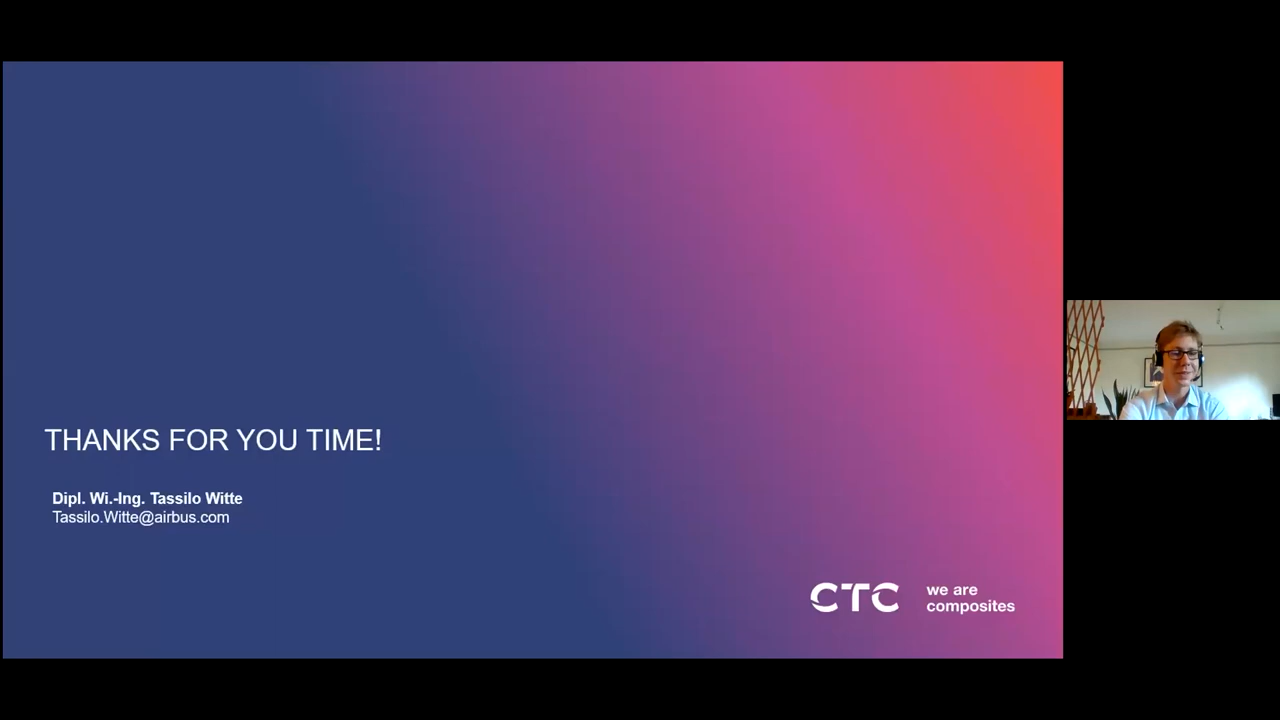 THANKS FOR YOU TIME!
Dipl. Wi.-Ing. Tassilo Witte
Tassilo.Witte@airbus.com
CTC
we are
composites